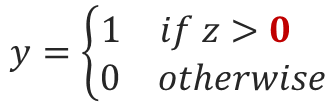 y = {1 if z > 0
0 otherwise